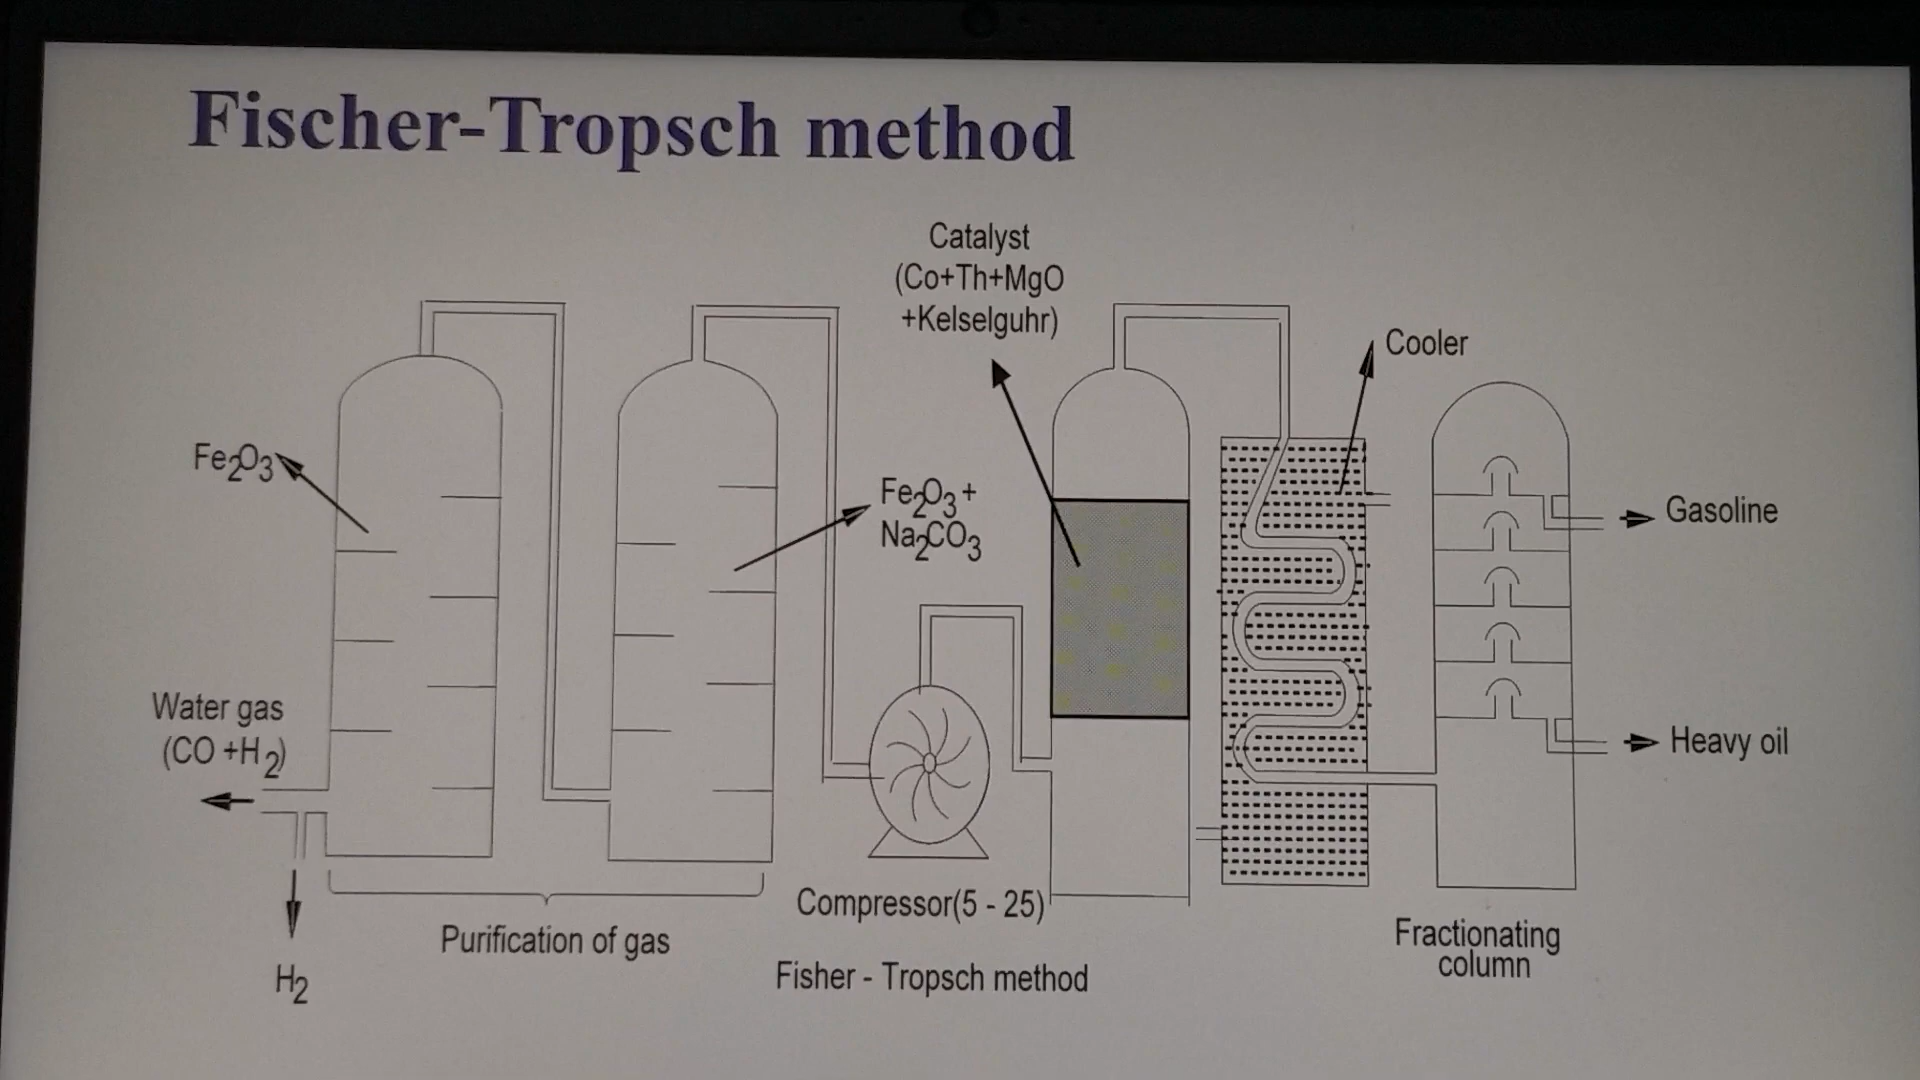 Fischer-Tropsch method
Catalyst
(Co+Th+MgO
+Kelselguhr)
Cooler
Fe2O3
Fe2O3+
Na2CO3
Gasoline
Water gas
(CO +H2)
Heavy oil
Compressor(5 - 25)
Purification of gas
Fractionating
column
H2
Fisher - Tropsch method